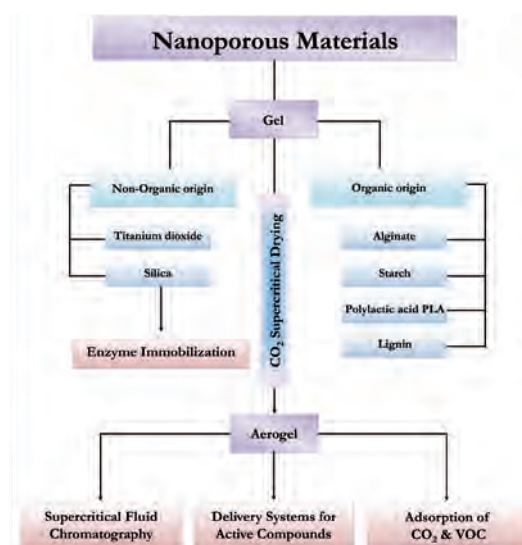 Nanoporous Materials
Gel
Non-Organic origin
Organic origin
Titanium dioxide
Silica
Enzyme Immobilization
CO₂ Supercritical Drying
Alginate
Starch
Polylactic acid PLA
Lignin
Aerogel
Supercritical Fluid
Chromatography
Delivery Systems for
Active Compounds
Adsorption of
CO₂ & VOC